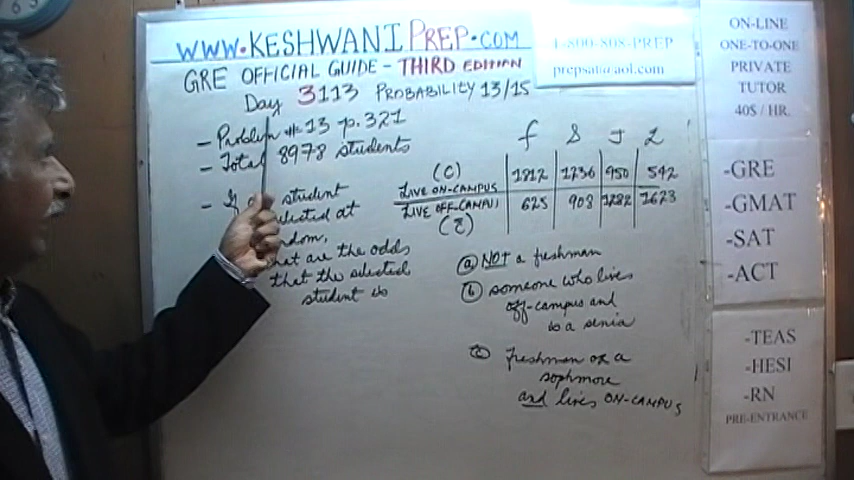 WWW.KESHWANIPREP.COM
GRE OFFICIAL GUIDE - THIRD EDITION
Day 3113 PROBABILITY 13/15
- Problem #13 p.321
- Total 8978 students
- If student
selected at
what are the odds
that the selected
student is
f S J
(C) LIVE ON-CAMPUS 1812 1236 950 542
LIVE OFF-CAMPUS 625 908 1282 1623
(a) NOT a freshman
(b) someone who lives
off-campus and
is a senior
(c) freshman or a
sophmore
and lives ON-CAMPUS
1-800-808-PREP
prepsat@aol.com
ON-LINE
ONE-TO-ONE
PRIVATE
TUTOR
40$ / HR.
-GRE
-GMAT
-SAT
-ACT
-TEAS
-HESI
-RN
PRE-ENTRANCE